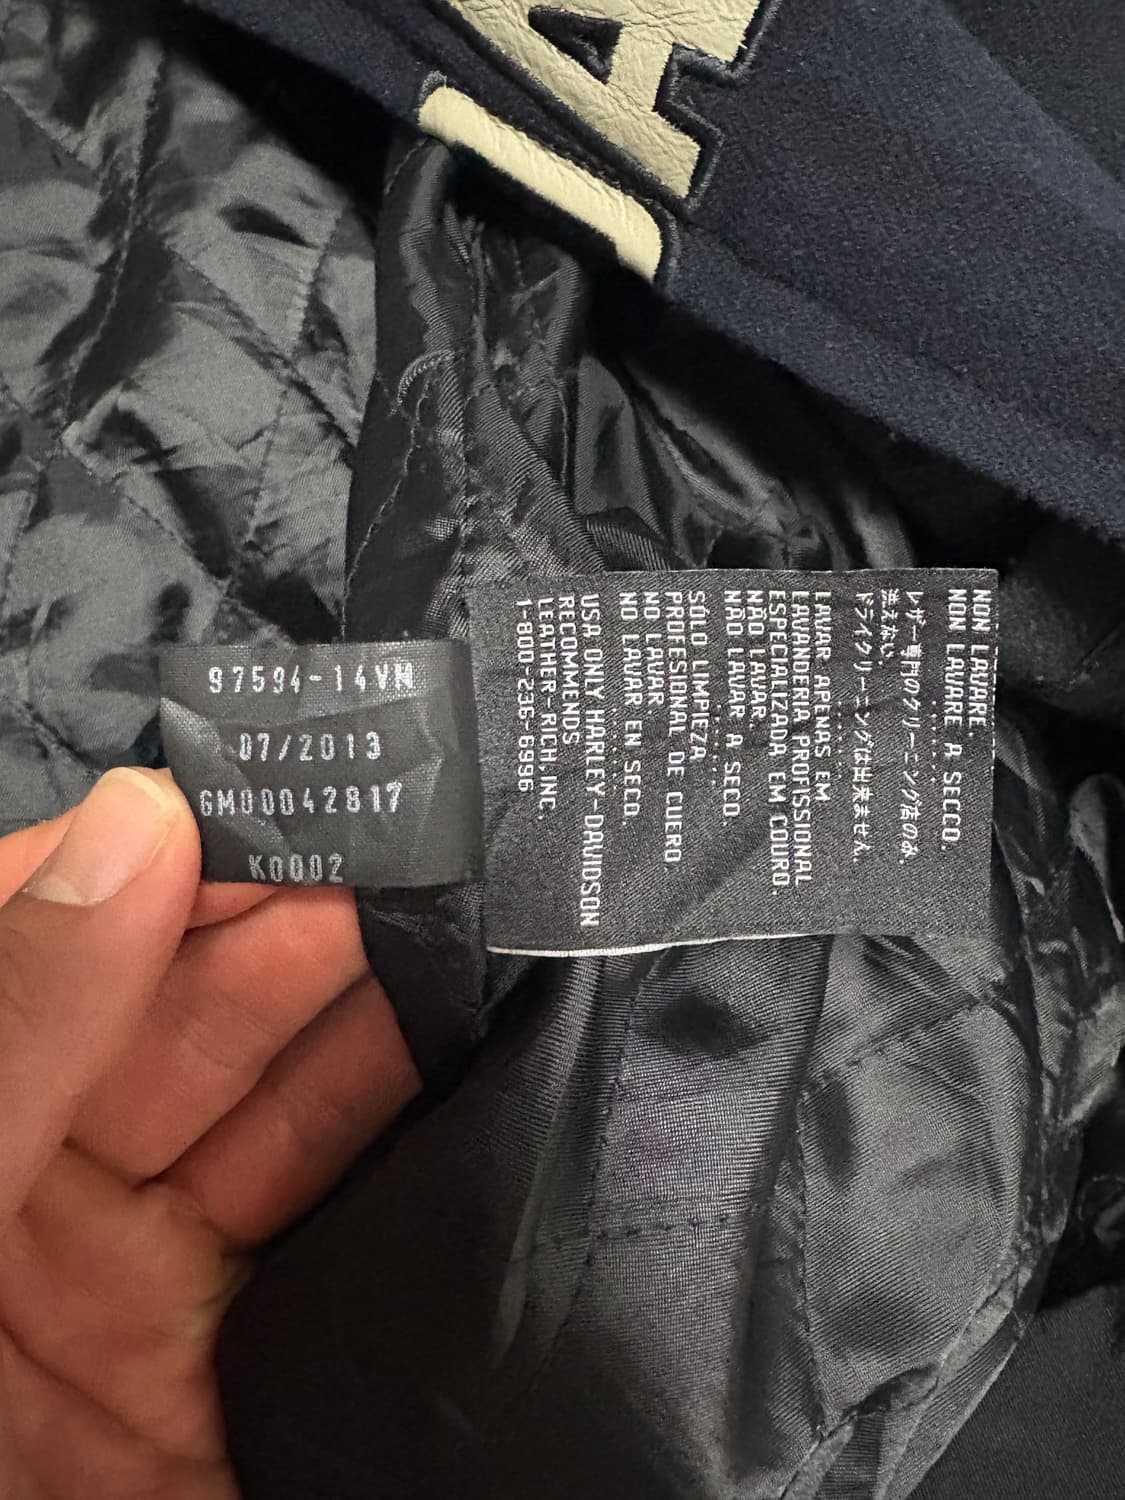 97594-14VM
07/2013
GM00042817
K0002
NON LAVARE.
NON LAVARE A SECCO.
レザー専門のクリーニング店のみ。
洗えない。
ドライクリーニングは出来ません。
LAVAR APENAS EM
LAVANDERIA PROFISSIONAL
ESPECIALIZADA EM COURO.
NÃO LAVAR.
NÃO LAVAR A SECO.
SÓLO LIMPIEZA
PROFESIONAL DE CUERO.
NO LAVAR
NO LAVAR EN SECO.
USA ONLY HARLEY-DAVIDSON
RECOMMENDS
LEATHER-RICH, INC.
1-800-236-6996